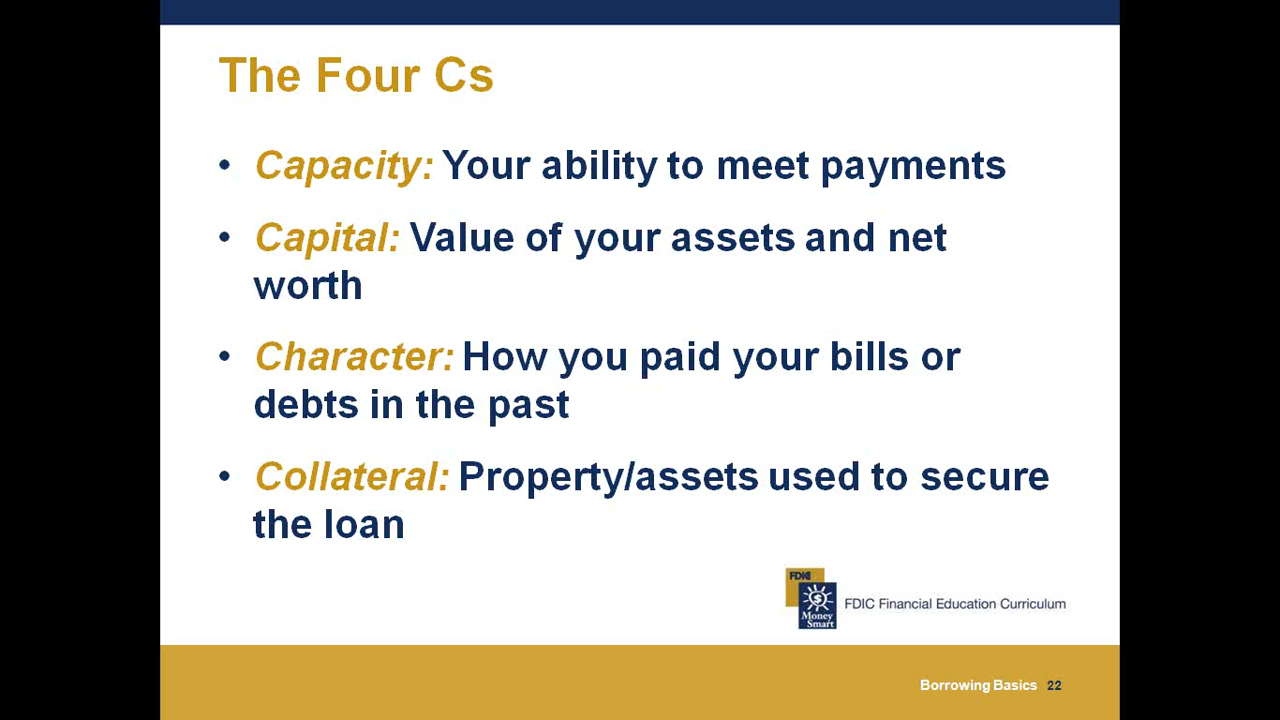 The Four Cs
• Capacity: Your ability to meet payments
• Capital: Value of your assets and net
worth
• Character: How you paid your bills or
debts in the past
• Collateral: Property/assets used to secure
the loan
FDIC
$
Money
Smart
FDIC Financial Education Curriculum
Borrowing Basics 22